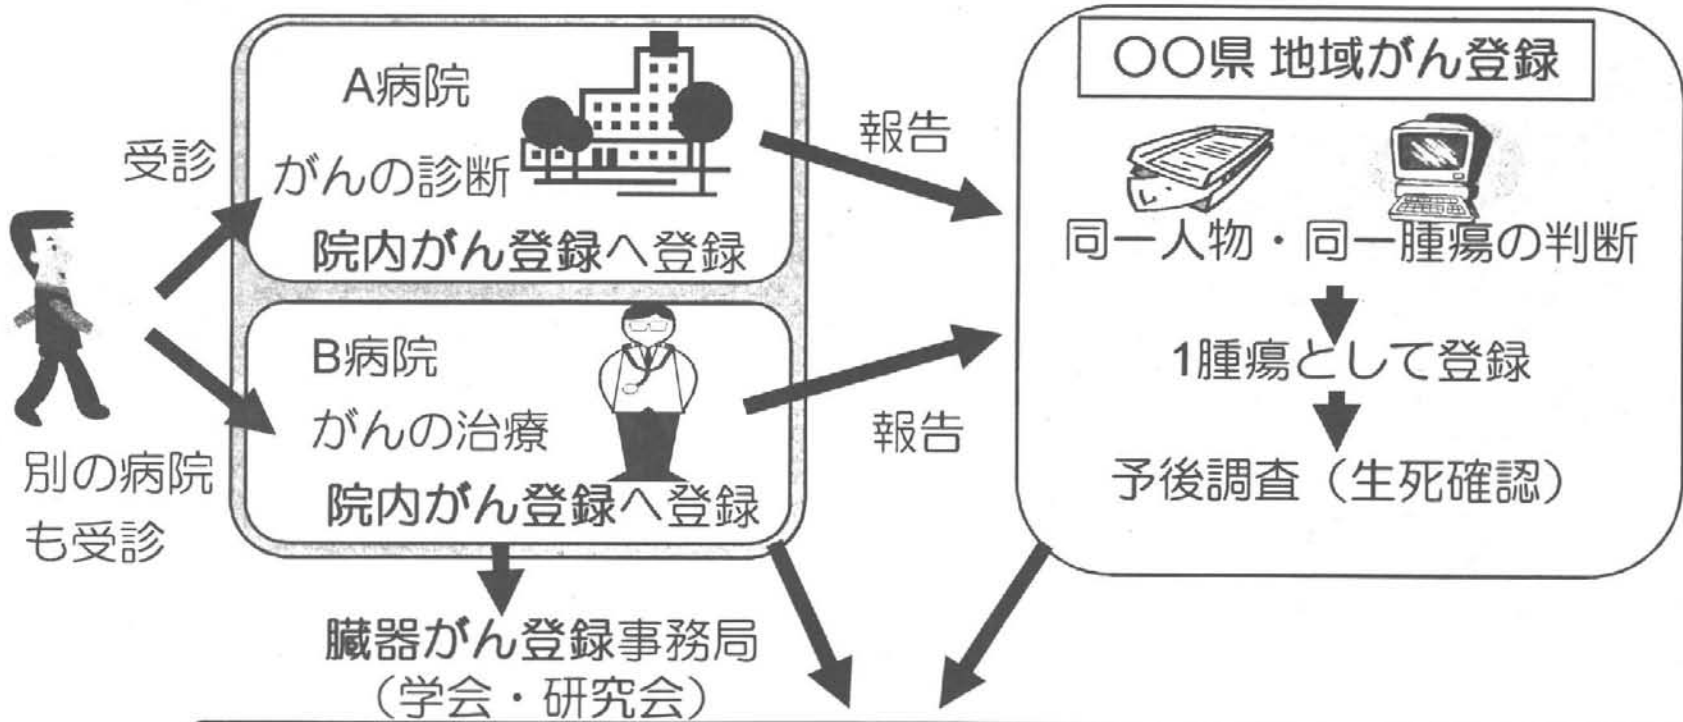 受診
別の病院
も受診
A病院
がんの診断
院内がん登録へ登録
B病院
がんの治療
院内がん登録へ登録
報告
報告
〇〇県 地域がん登録
同一人物・同一腫瘍の判断
1腫瘍として登録
予後調査（生死確認）
臓器がん登録事務局
（学会・研究会）